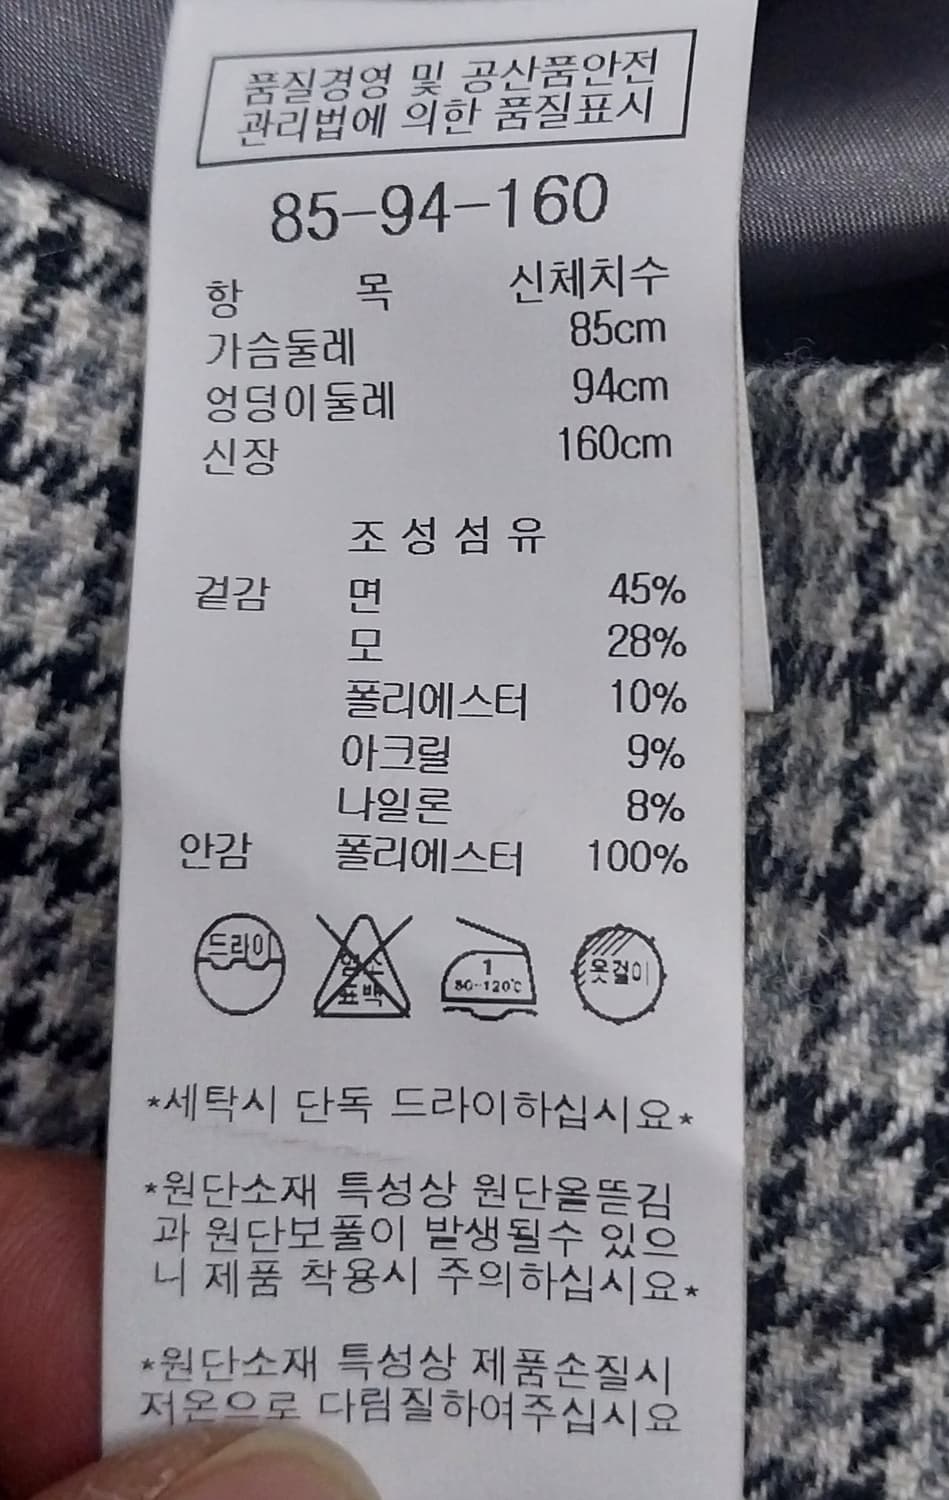 품질경영 및 공산품안전
관리법에 의한 품질표시
85-94-160
항 목 신체치수
가슴둘레 85cm
엉덩이둘레 94cm
신장 160cm
조성섬유
겉감 면 45%
모 28%
폴리에스터 10%
아크릴 9%
나일론 8%
안감 폴리에스터 100%
드라이
표백
1
80~120℃
옷걸이
*세탁시 단독 드라이하십시요*
*원단소재 특성상 원단올뜯김
과 원단보풀이 발생될수 있으
니 제품 착용시 주의하십시요*
*원단소재 특성상 제품손질시
저온으로 다림질하여주십시요